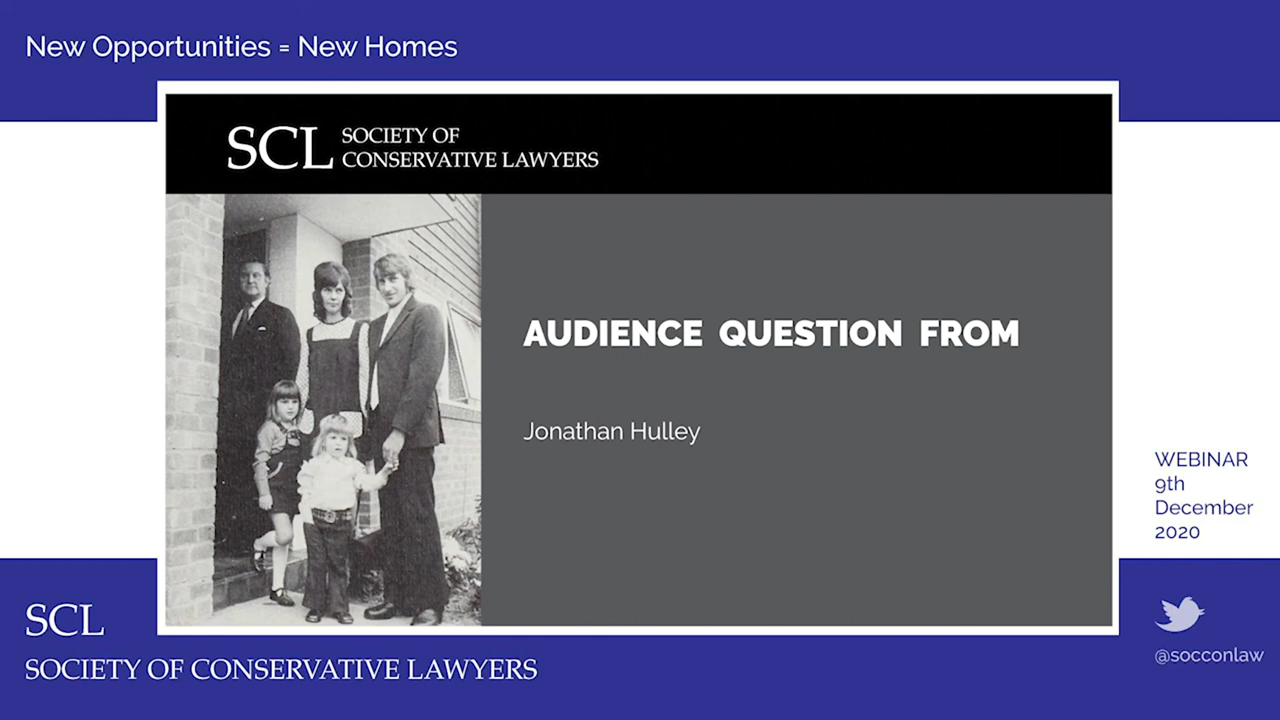 New Opportunities = New Homes
SCL
SOCIETY OF
CONSERVATIVE LAWYERS
AUDIENCE QUESTION FROM
Jonathan Hulley
WEBINAR
9th
December
2020
SCL
SOCIETY OF CONSERVATIVE LAWYERS
@socconlaw